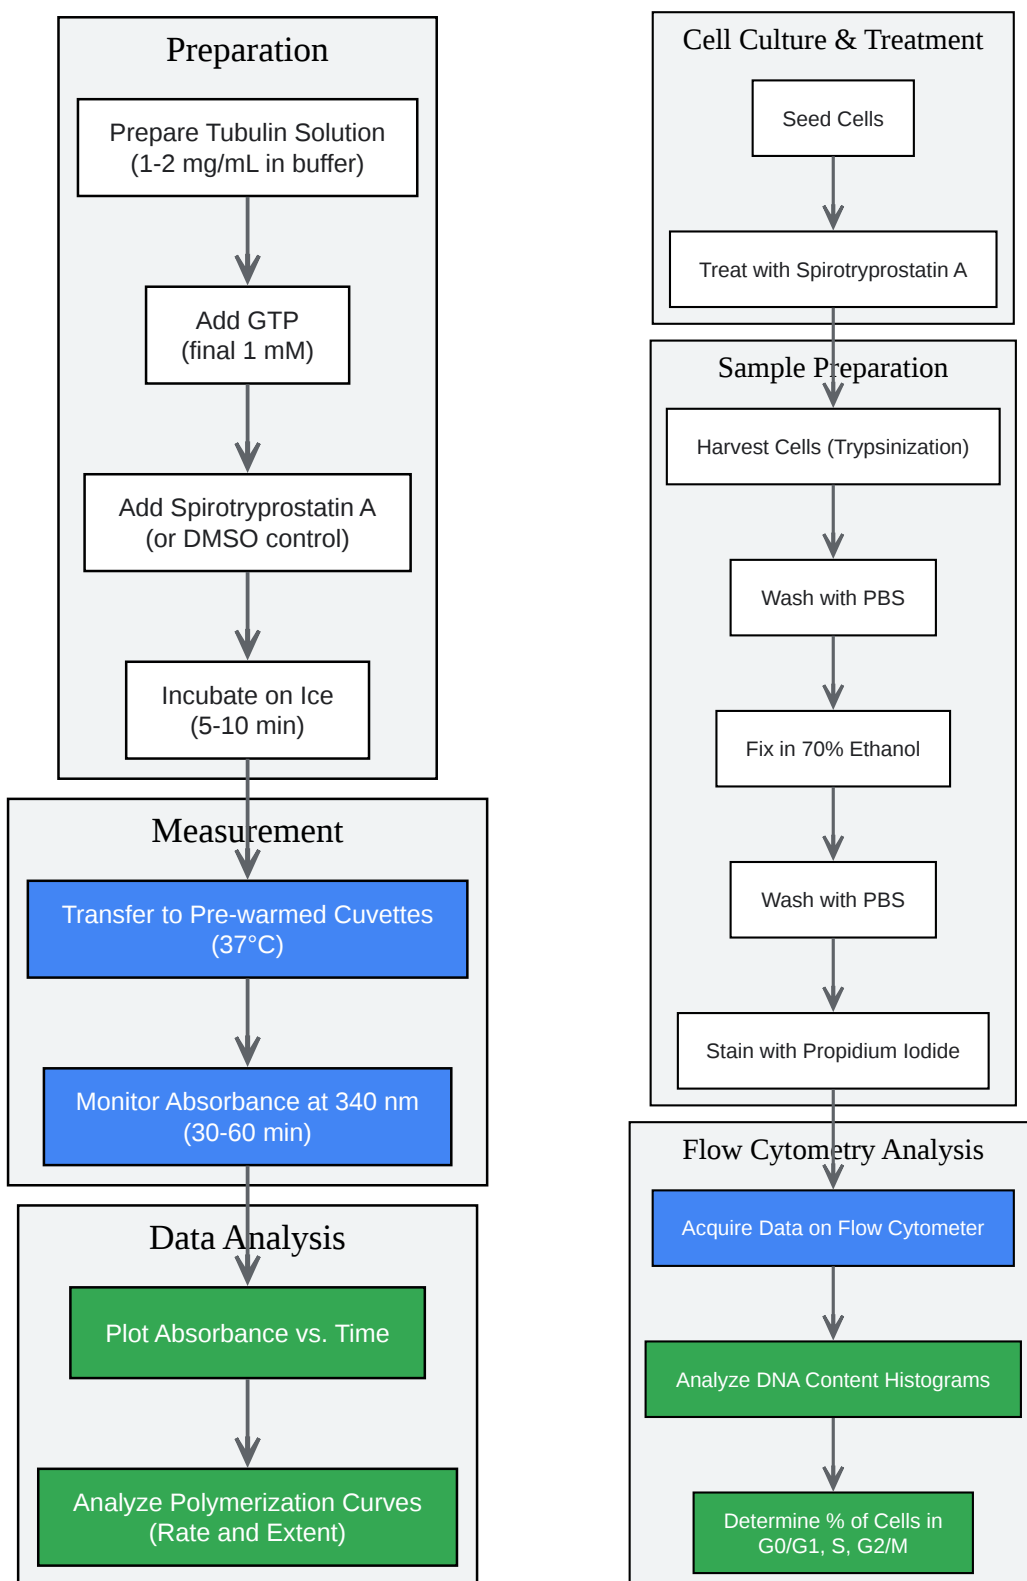 Preparation
Prepare Tubulin Solution
(1-2 mg/mL in buffer)
Add GTP
(final 1 mM)
Add Spirotryprostatin A
(or DMSO control)
Incubate on Ice
(5-10 min)
Measurement
Transfer to Pre-warmed Cuvettes
(37°C)
Monitor Absorbance at 340 nm
(30-60 min)
Data Analysis
Plot Absorbance vs. Time
Analyze Polymerization Curves
(Rate and Extent)
Cell Culture & Treatment
Seed Cells
Treat with Spirotryprostatin A
Sample Preparation
Harvest Cells (Trypsinization)
Wash with PBS
Fix in 70% Ethanol
Wash with PBS
Stain with Propidium Iodide
Flow Cytometry Analysis
Acquire Data on Flow Cytometer
Analyze DNA Content Histograms
Determine % of Cells in
G0/G1, S, G2/M